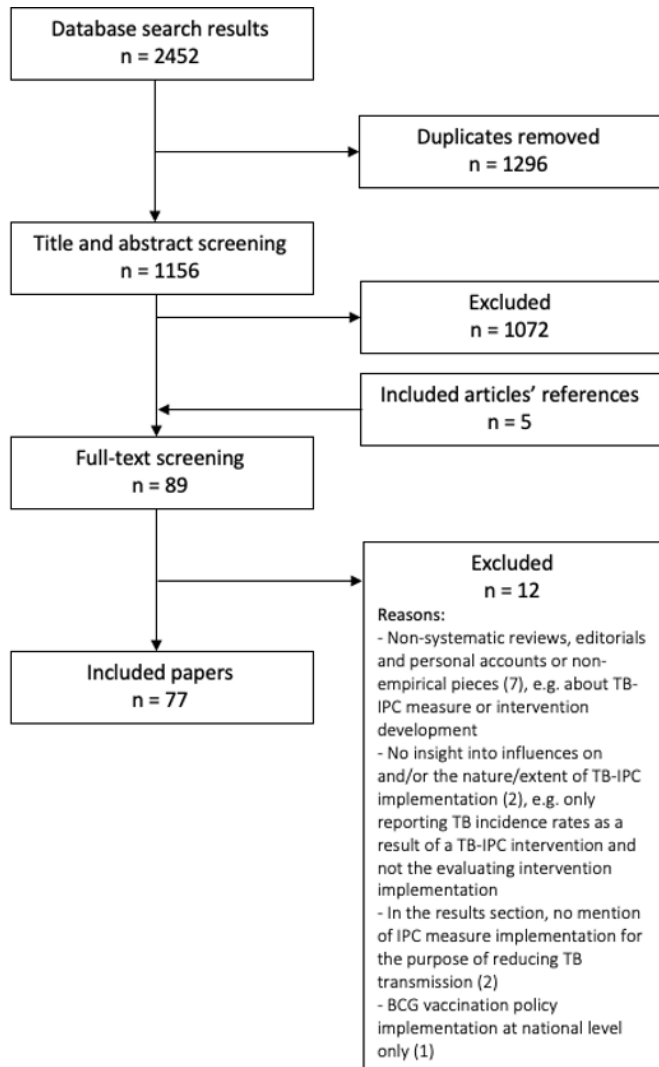 Database search results
n = 2452
Duplicates removed
n = 1296
Title and abstract screening
n = 1156
Excluded
n = 1072
Included articles’ references
n = 5
Full-text screening
n = 89
Excluded
n = 12
Reasons:
- Non-systematic reviews, editorials
and personal accounts or non-
empirical pieces (7), e.g. about TB-
IPC measure or intervention
development
- No insight into influences on
and/or the nature/extent of TB-IPC
implementation (2), e.g. only
reporting TB incidence rates as a
result of a TB-IPC intervention and
not the evaluating intervention
implementation
- In the results section, no mention
of IPC measure implementation for
the purpose of reducing TB
transmission (2)
- BCG vaccination policy
implementation at national level
only (1)
Included papers
n = 77